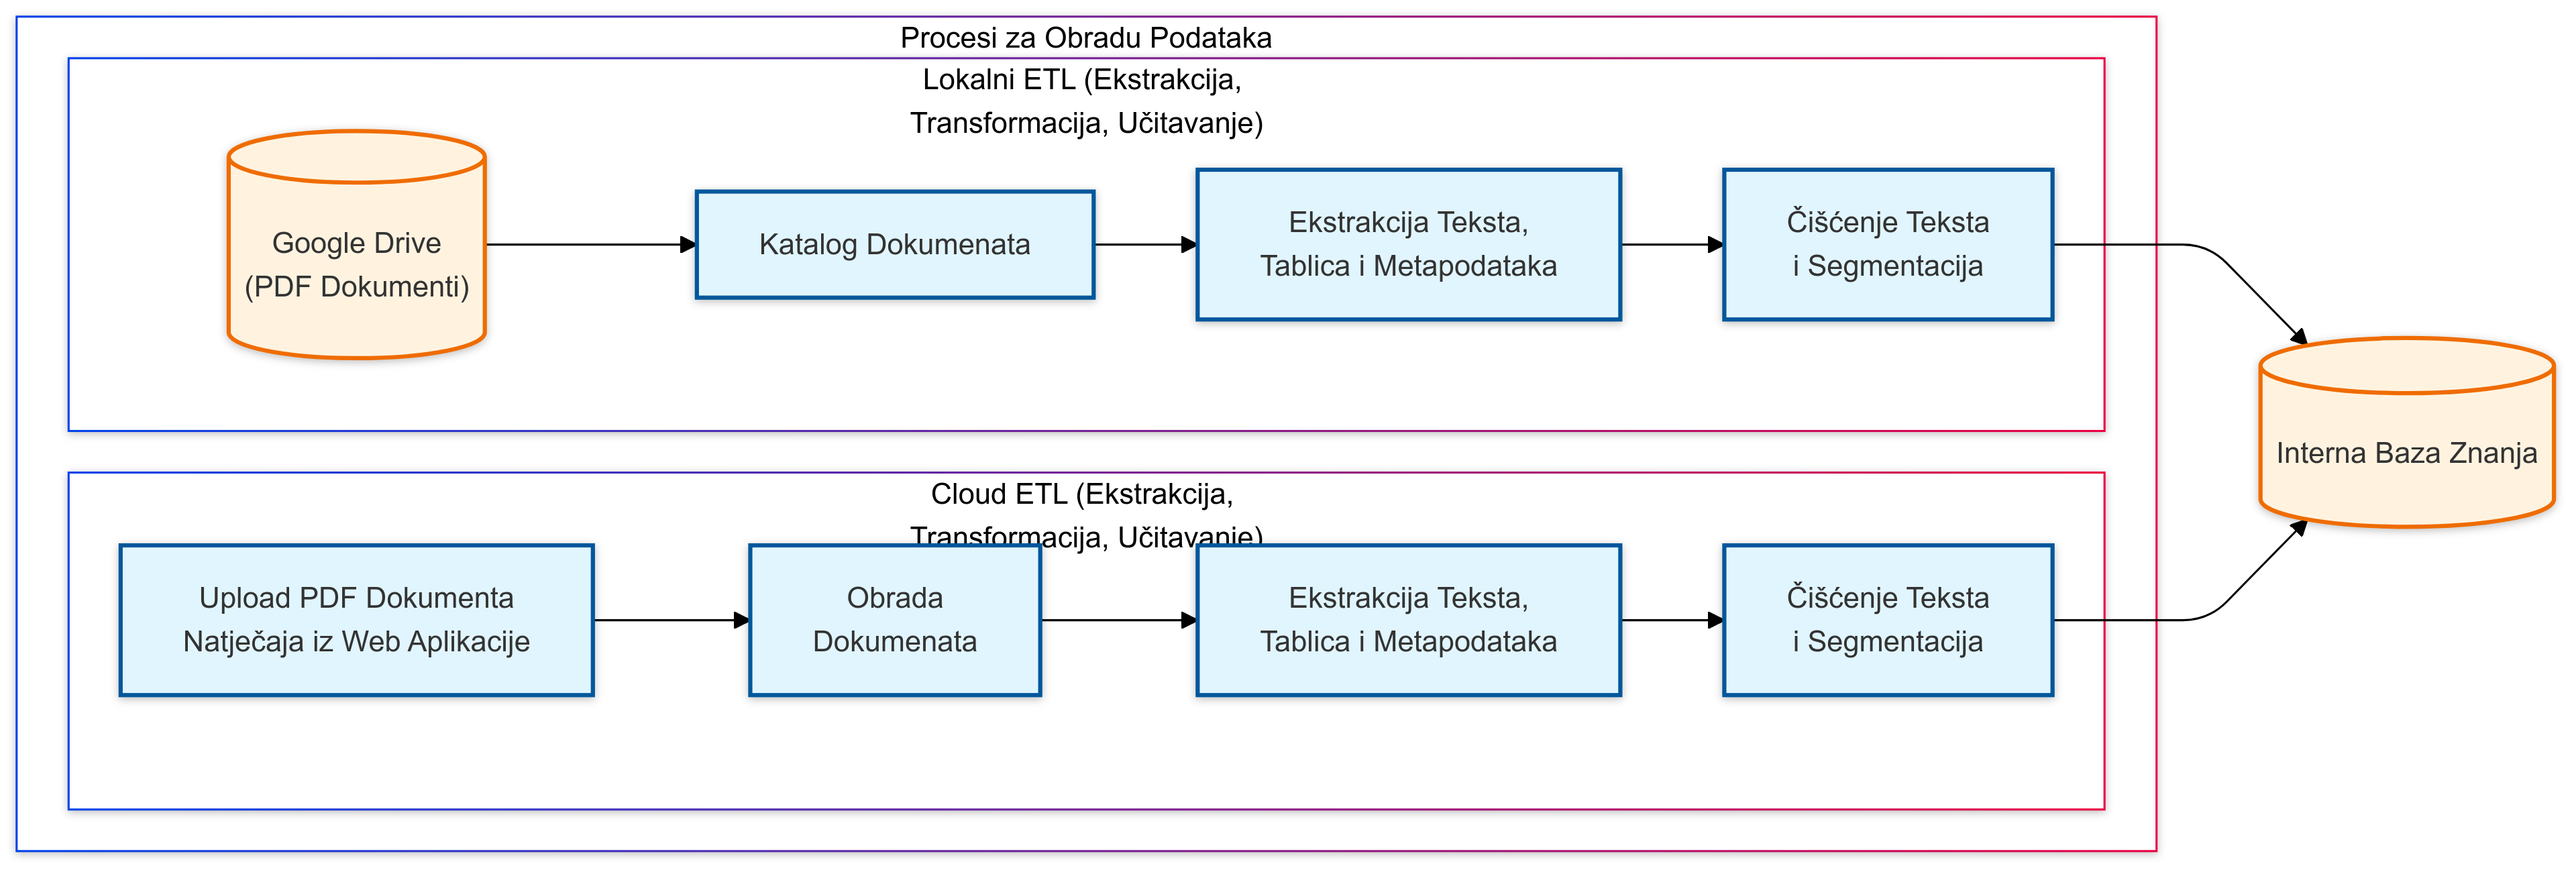 Procesi za Obradu Podataka
Lokalni ETL (Ekstrakcija,
Transformacija, Učitavanje)
Google Drive
(PDF Dokumenti)
Katalog Dokumenata
Ekstrakcija Teksta,
Tablica i Metapodataka
Čišćenje Teksta
i Segmentacija
Interna Baza Znanja
Cloud ETL (Ekstrakcija,
Transformacija, Učitavanje)
Upload PDF Dokumenta
Natječaja iz Web Aplikacije
Obrada
Dokumenata
Ekstrakcija Teksta,
Tablica i Metapodataka
Čišćenje Teksta
i Segmentacija